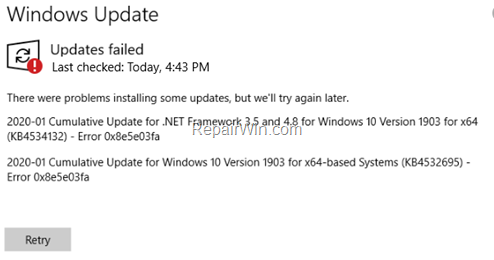 Windows Update
Updates failed
Last checked: Today, 4:43 PM
There were problems installing some updates, but we'll try again later.
2020-01 Cumulative Update for .NET Framework 3.5 and 4.8 for Windows 10 Version 1903 for x64
RepairWin.com
(KB4534132) - Error 0x8e5e03fa
2020-01 Cumulative Update for Windows 10 Version 1903 for x64-based Systems (KB4532695) -
Error 0x8e5e03fa
Retry